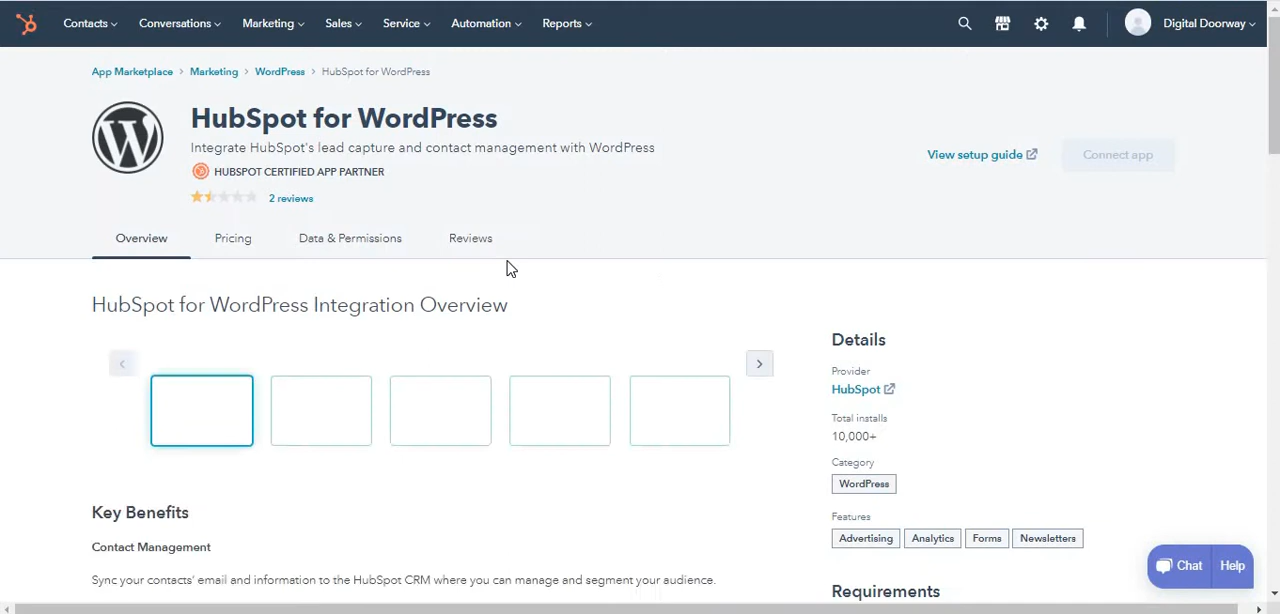 Contacts Conversations Marketing Sales Service Automation Reports Digital Doorway
App Marketplace > Marketing > WordPress > HubSpot for WordPress
HubSpot for WordPress
Integrate HubSpot's lead capture and contact management with WordPress
HUBSPOT CERTIFIED APP PARTNER
2 reviews
View setup guide
Connect app
Overview Pricing Data & Permissions Reviews
HubSpot for WordPress Integration Overview
Key Benefits
Contact Management
Sync your contacts' email and information to the HubSpot CRM where you can manage and segment your audience.
Details
Provider
HubSpot
Total installs
10,000+
Category
WordPress
Features
Advertising Analytics Forms Newsletters
Requirements
Chat Help